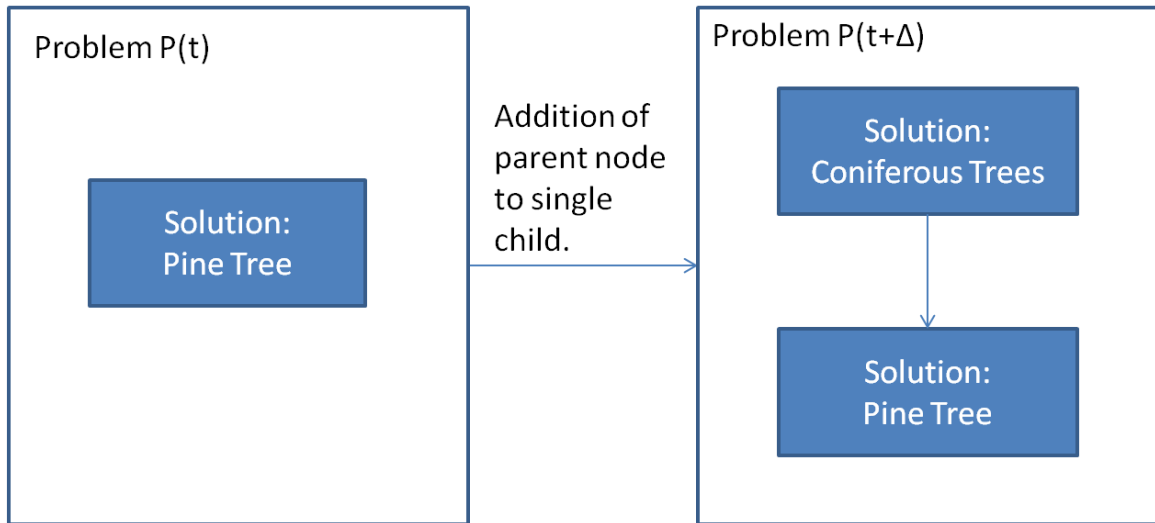 Problem P(t)
Solution:
Pine Tree
Addition of
parent node
to single
child.
Problem P(t+Δ)
Solution:
Coniferous Trees
Solution:
Pine Tree